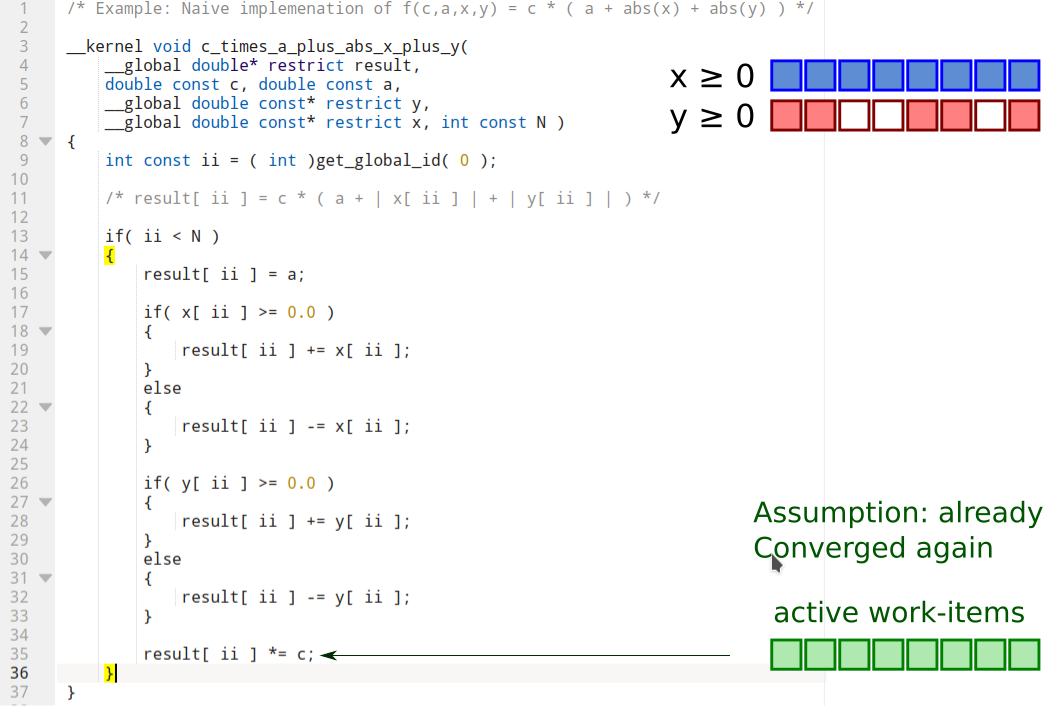 1 /* Example: Naive implemenation of f(c,a,x,y) = c * ( a + abs(x) + abs(y) ) */
2
3 __kernel void c_times_a_plus_abs_x_plus_y(
4 __global double* restrict result,
5 double const c, double const a,
6 __global double const* restrict y,
7 __global double const* restrict x, int const N )
8 {
9 int const ii = ( int )get_global_id( 0 );
10
11 /* result[ ii ] = c * ( a + | x[ ii ] | + | y[ ii ] | ) */
12
13 if( ii < N )
14 {
15 result[ ii ] = a;
16
17 if( x[ ii ] >= 0.0 )
18 {
19 result[ ii ] += x[ ii ];
20 }
21 else
22 {
23 result[ ii ] -= x[ ii ];
24 }
25
26 if( y[ ii ] >= 0.0 )
27 {
28 result[ ii ] += y[ ii ];
29 }
30 else
31 {
32 result[ ii ] -= y[ ii ];
33 }
34
35 result[ ii ] *= c;
36 }
37 }
x ≥ 0
y ≥ 0
Assumption: already
Converged again
active work-items